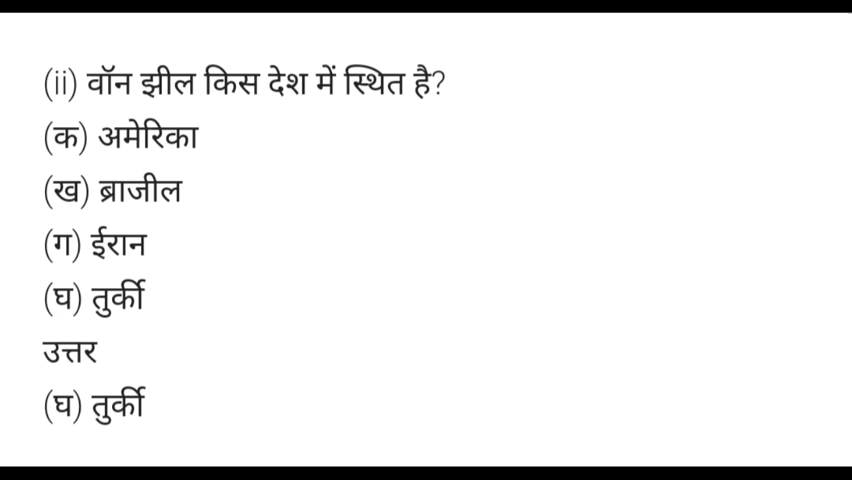 (ii) वॉन झील किस देश में स्थित है?
(क) अमेरिका
(ख) ब्राजील
(ग) ईरान
(घ) तुर्की
उत्तर
(घ) तुर्की